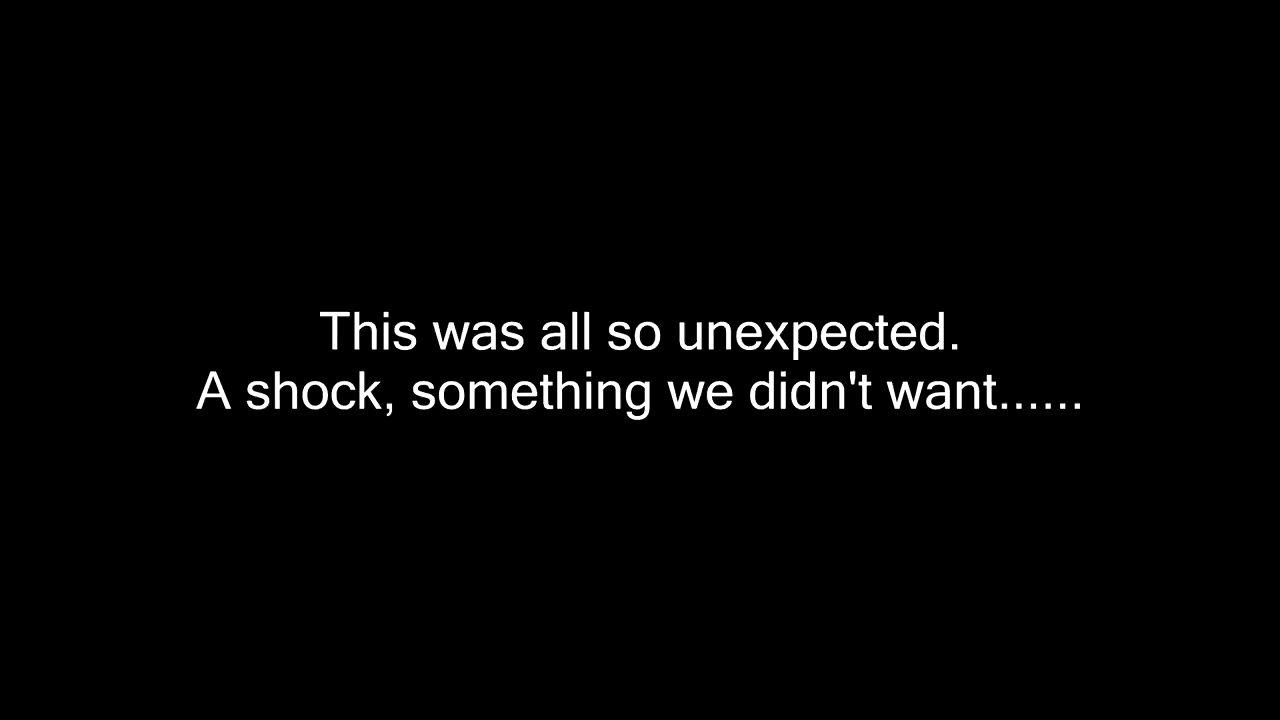 This was all so unexpected.
A shock, something we didn't want......